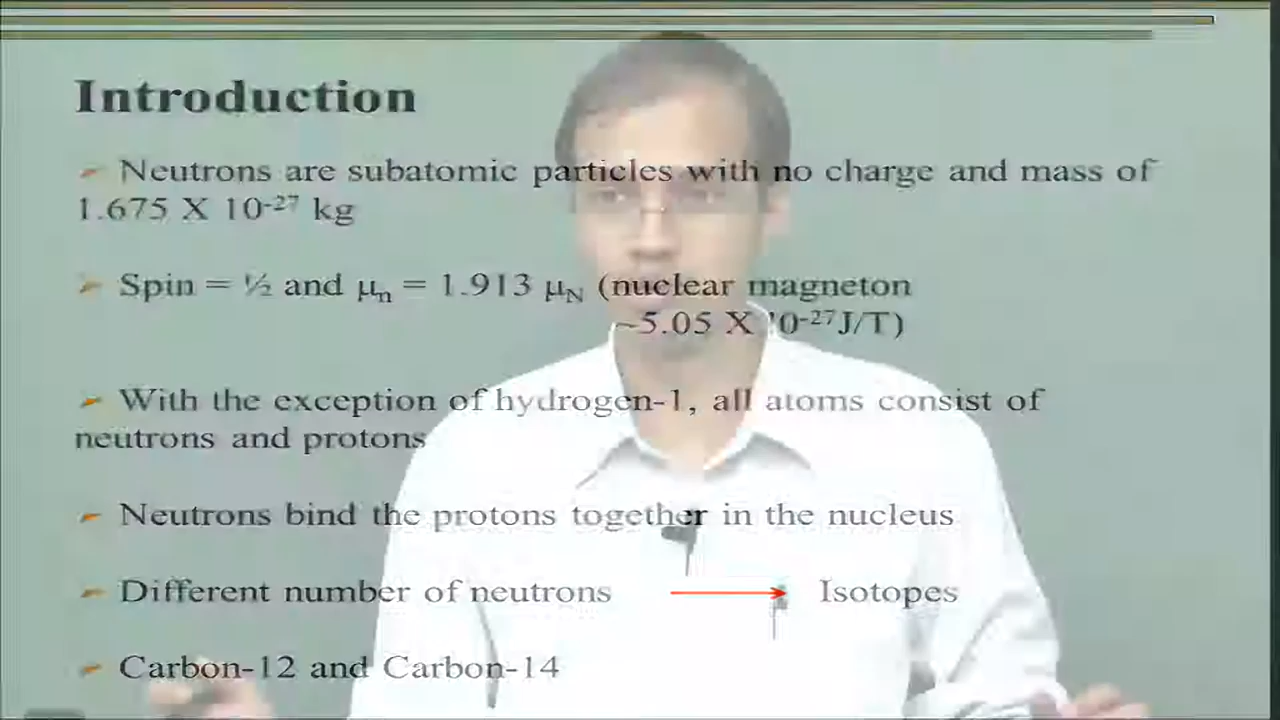 Introduction
Neutrons are subatomic particles with no charge and mass of
1.675 X 10⁻²⁷ kg
Spin = ½ and μₙ = 1.913 μN (nuclear magneton
~5.05 X 10⁻²⁷J/T)
With the exception of hydrogen-1, all atoms consist of
neutrons and protons
Neutrons bind the protons together in the nucleus
Different number of neurons Isotopes
Carbon-12 and Carbon-14